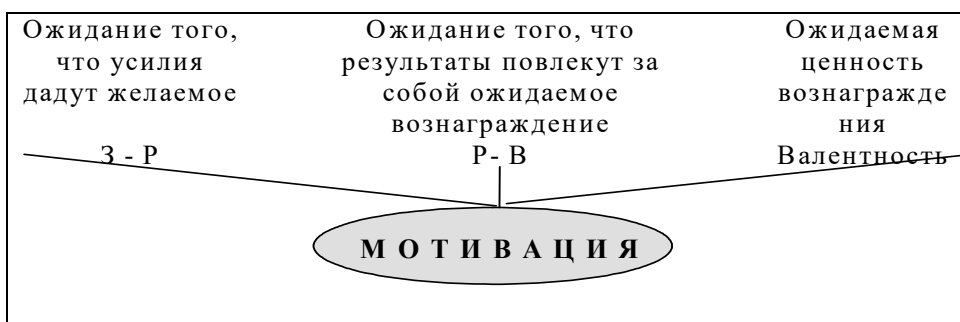 Ожидание того,
что усилия
дадут желаемое
З - Р
Ожидание того, что
результаты повлекут за
собой ожидаемое
вознаграждение
Р- В
Ожидаемая
ценность
вознагражде
ния
Валентность
М О Т И В А Ц И Я